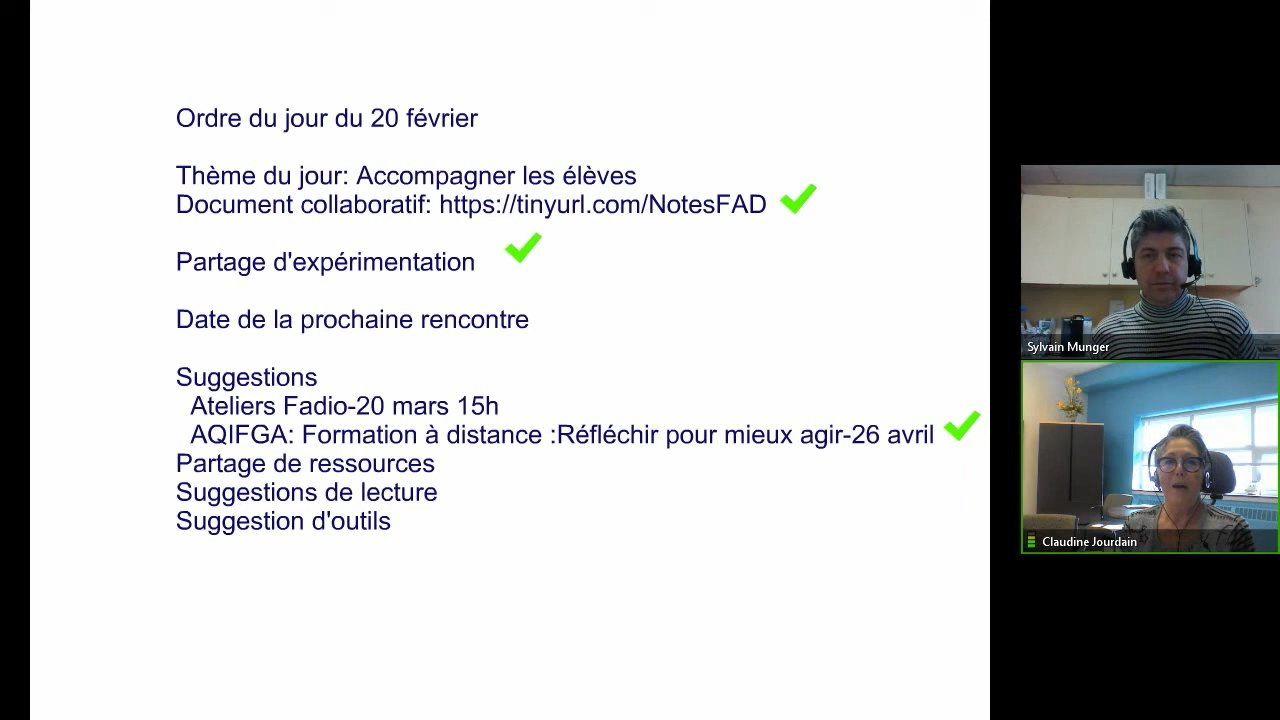 Ordre du jour du 20 février
Thème du jour: Accompagner les élèves
Document collaboratif: https://tinyurl.com/NotesFAD
Partage d'expérimentation
Date de la prochaine rencontre
Suggestions
Ateliers Fadio-20 mars 15h
AQIFGA: Formation à distance :Réfléchir pour mieux agir-26 avril
Partage de ressources
Suggestions de lecture
Suggestion d'outils
Sylvain Munger
Claudine Jourdain